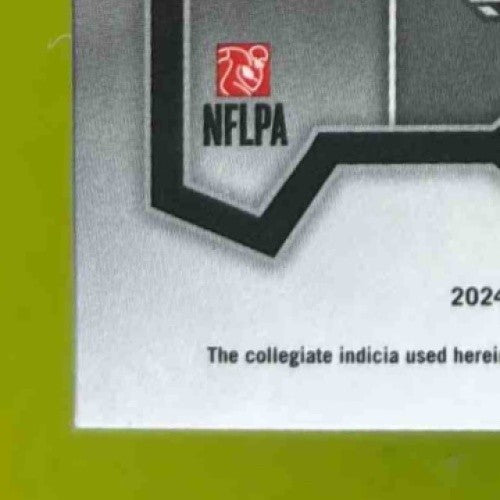 NFLPA
2024
The collegiate indicia used herein